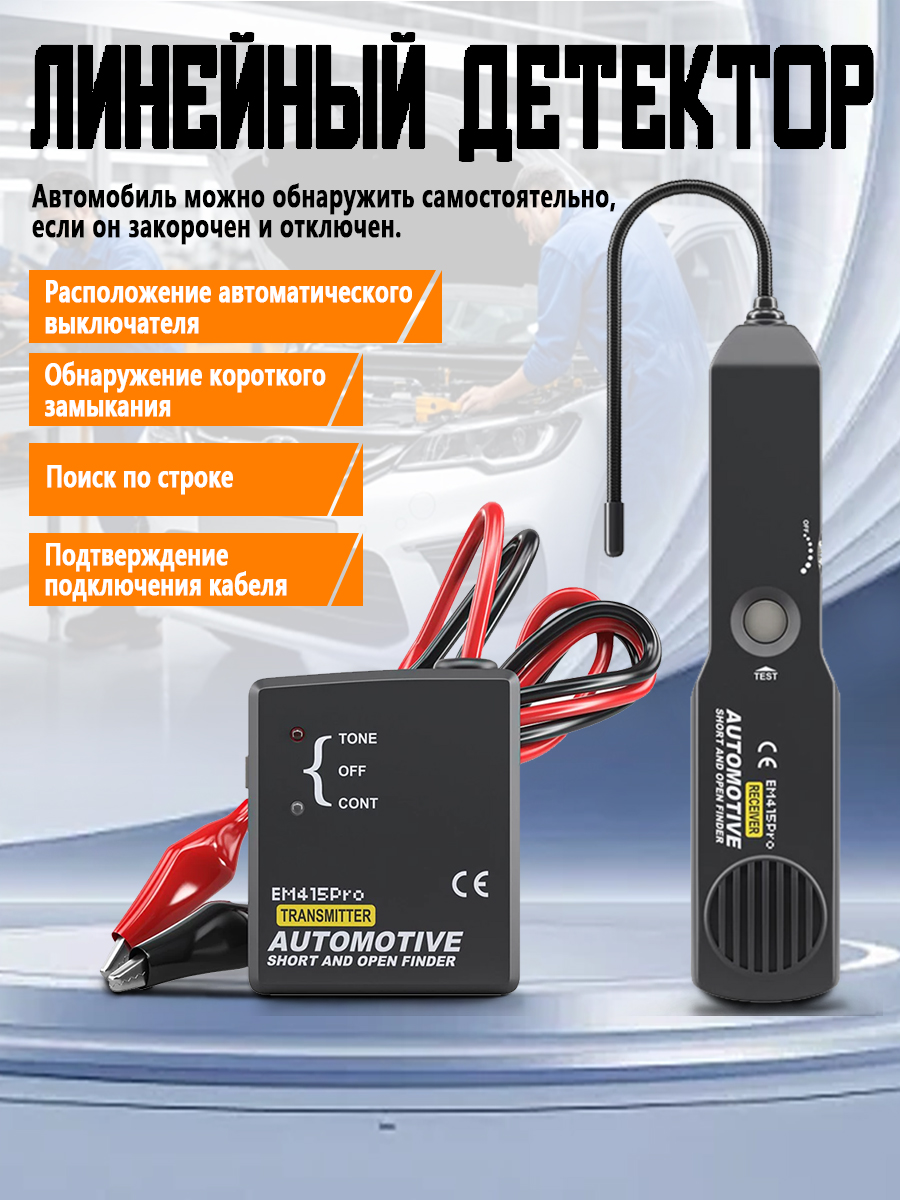 ЛИНЕЙНЫЙ ДЕТЕКТОР
Автомобиль можно обнаружить самостоятельно,
если он закорочен и отключен.
Расположение автоматического
выключателя
Обнаружение короткого
замыкания
Поиск по строке
Подтверждение
подключения кабеля
TONE
OFF
CONT
EM415Pro
TRANSMITTER
AUTOMOTIVE
SHORT AND OPEN FINDER
CE
OFF
TEST
CE
EM415Pro
RECEIVER
AUTOMOTIVE
SHORT AND OPEN FINDER